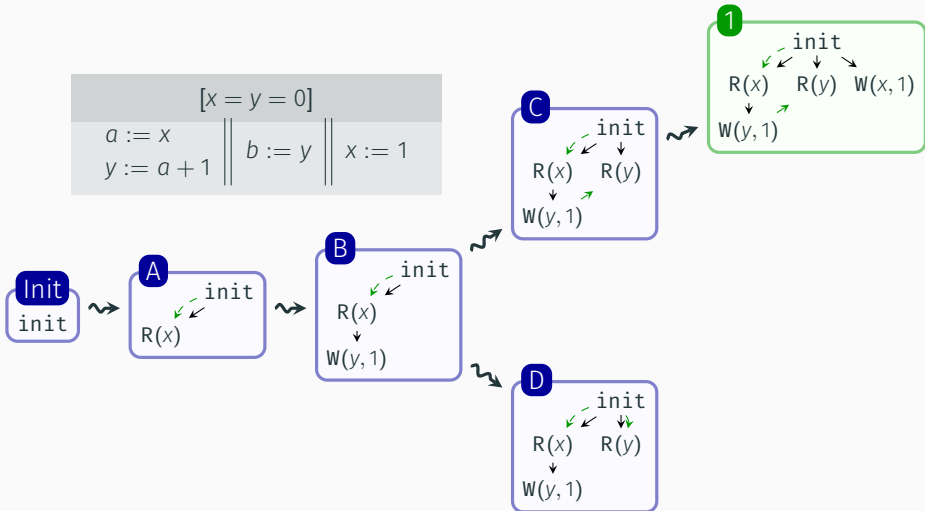 [x = y = 0]
a := x
y := a + 1
b := y
x := 1
Init
init
A
init
R(x)
B
init
R(x)
W(y, 1)
C
init
R(x) R(y)
W(y, 1)
1
init
R(x) R(y) W(x, 1)
W(y, 1)
D
init
R(x) R(y)
W(y, 1)